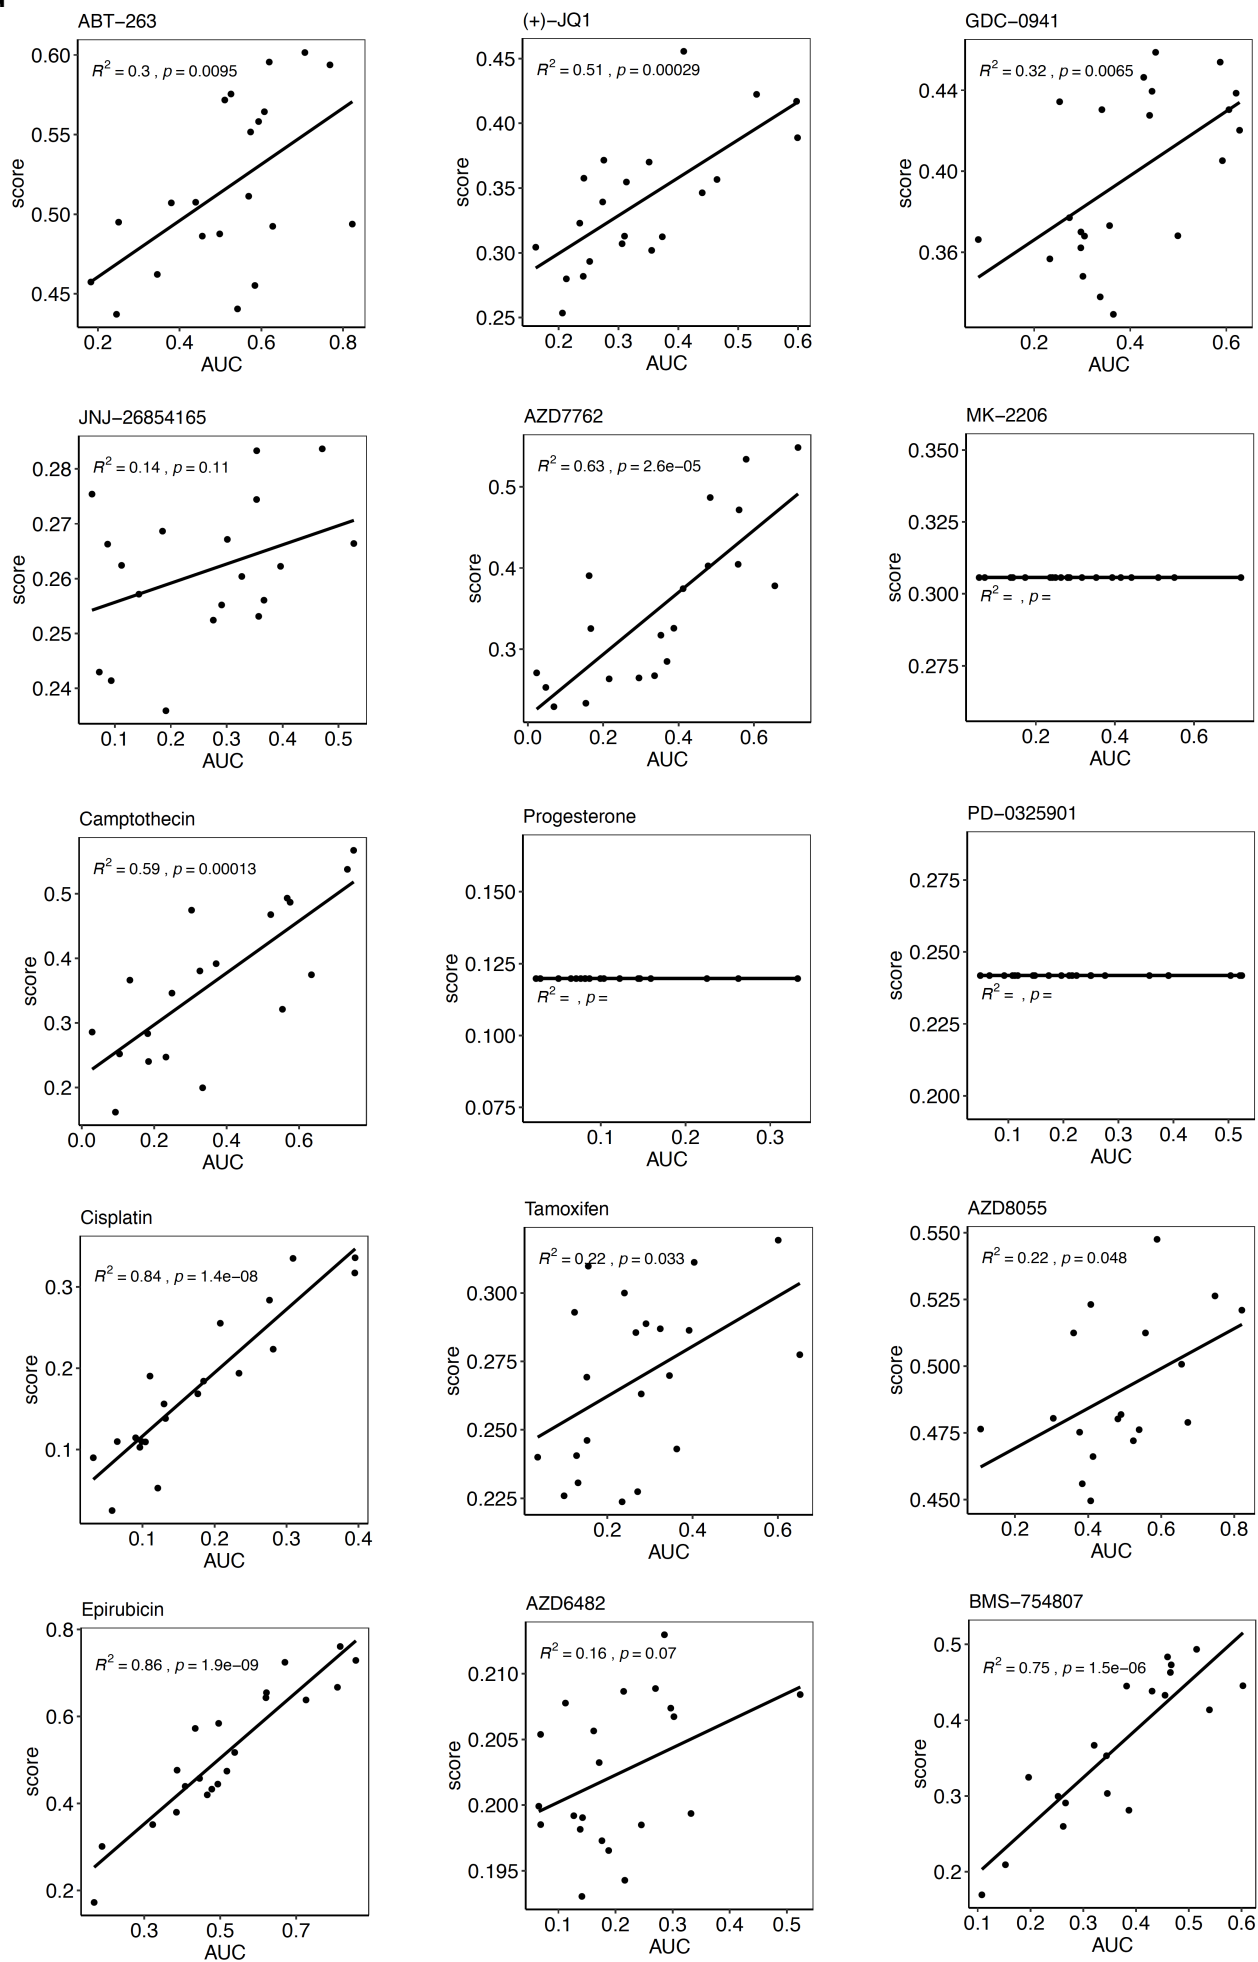 ABT−263
R2 = 0.3 , p = 0.0095
score
0.60
0.55
0.50
0.45
0.2 0.4 0.6 0.8
AUC
(+)−JQ1
R2 = 0.51 , p = 0.00029
score
0.45
0.40
0.35
0.30
0.25
0.2 0.3 0.4 0.5 0.6
AUC
GDC−0941
R2 = 0.32 , p = 0.0065
score
0.44
0.40
0.36
0.2 0.4 0.6
AUC
JNJ−26854165
R2 = 0.14 , p = 0.11
score
0.28
0.27
0.26
0.25
0.24
0.1 0.2 0.3 0.4 0.5
AUC
AZD7762
R2 = 0.63 , p = 2.6e−05
score
0.5
0.4
0.3
0.0 0.2 0.4 0.6
AUC
MK−2206
R2 = , p =
score
0.350
0.325
0.300
0.275
0.2 0.4 0.6
AUC
Camptothecin
R2 = 0.59 , p = 0.00013
score
0.5
0.4
0.3
0.2
0.0 0.2 0.4 0.6
AUC
Progesterone
R2 = , p =
score
0.150
0.125
0.100
0.075
0.1 0.2 0.3
AUC
PD−0325901
R2 = , p =
score
0.275
0.250
0.225
0.200
0.1 0.2 0.3 0.4 0.5
AUC
Cisplatin
R2 = 0.84 , p = 1.4e−08
score
0.3
0.2
0.1
0.1 0.2 0.3 0.4
AUC
Tamoxifen
R2 = 0.22 , p = 0.033
score
0.300
0.275
0.250
0.225
0.2 0.4 0.6
AUC
AZD8055
R2 = 0.22 , p = 0.048
score
0.550
0.525
0.500
0.475
0.450
0.2 0.4 0.6 0.8
AUC
Epirubicin
R2 = 0.86 , p = 1.9e−09
score
0.8
0.6
0.4
0.2
0.3 0.5 0.7
AUC
AZD6482
R2 = 0.16 , p = 0.07
score
0.210
0.205
0.200
0.195
0.1 0.2 0.3 0.4 0.5
AUC
BMS−754807
R2 = 0.75 , p = 1.5e−06
score
0.5
0.4
0.3
0.2
0.1 0.2 0.3 0.4 0.5 0.6
AUC